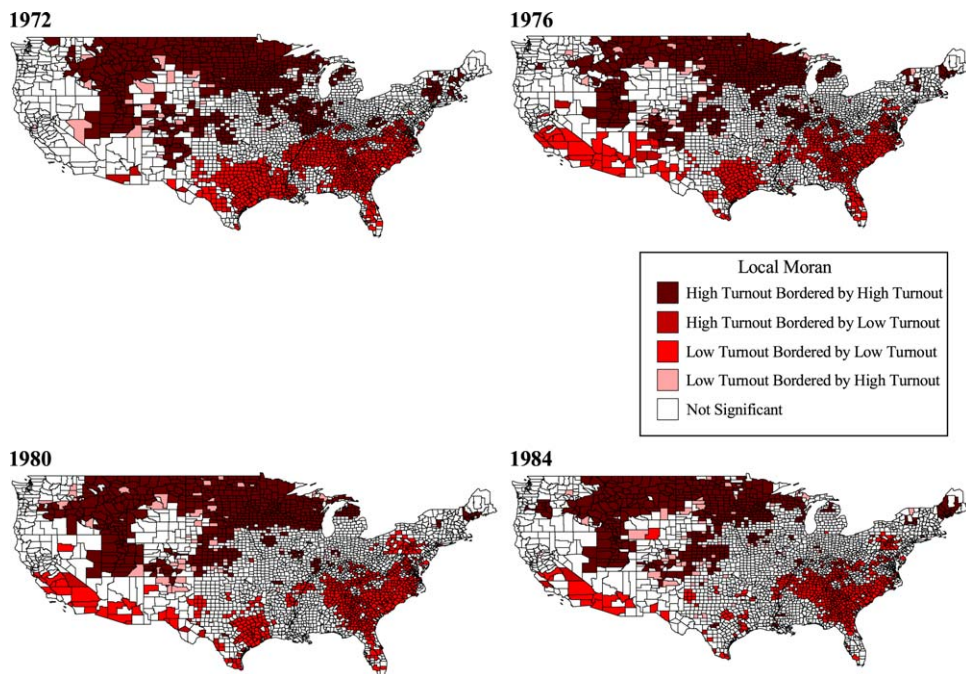 1972
1976
Local Moran
High Turnout Bordered by High Turnout
High Turnout Bordered by Low Turnout
Low Turnout Bordered by Low Turnout
Low Turnout Bordered by High Turnout
Not Significant
1980
1984